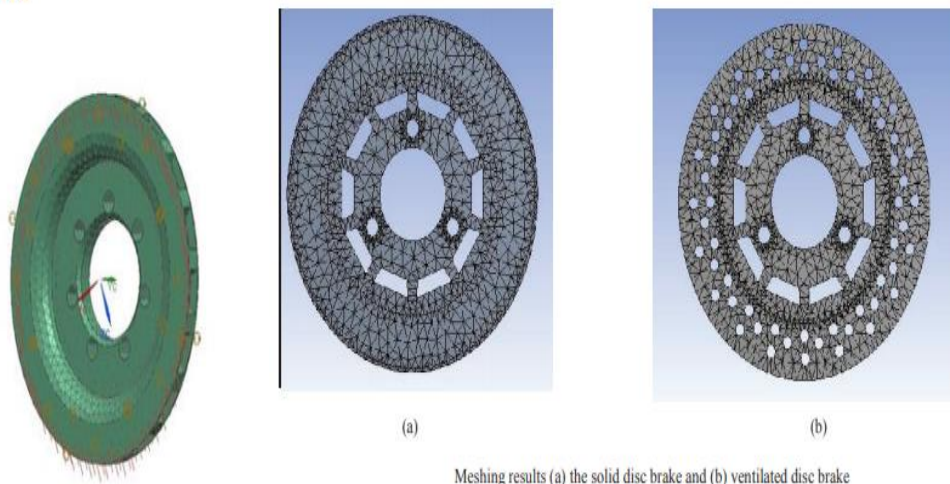 (a)
(b)
Meshing results (a) the solid disc brake and (b) ventilated disc brake